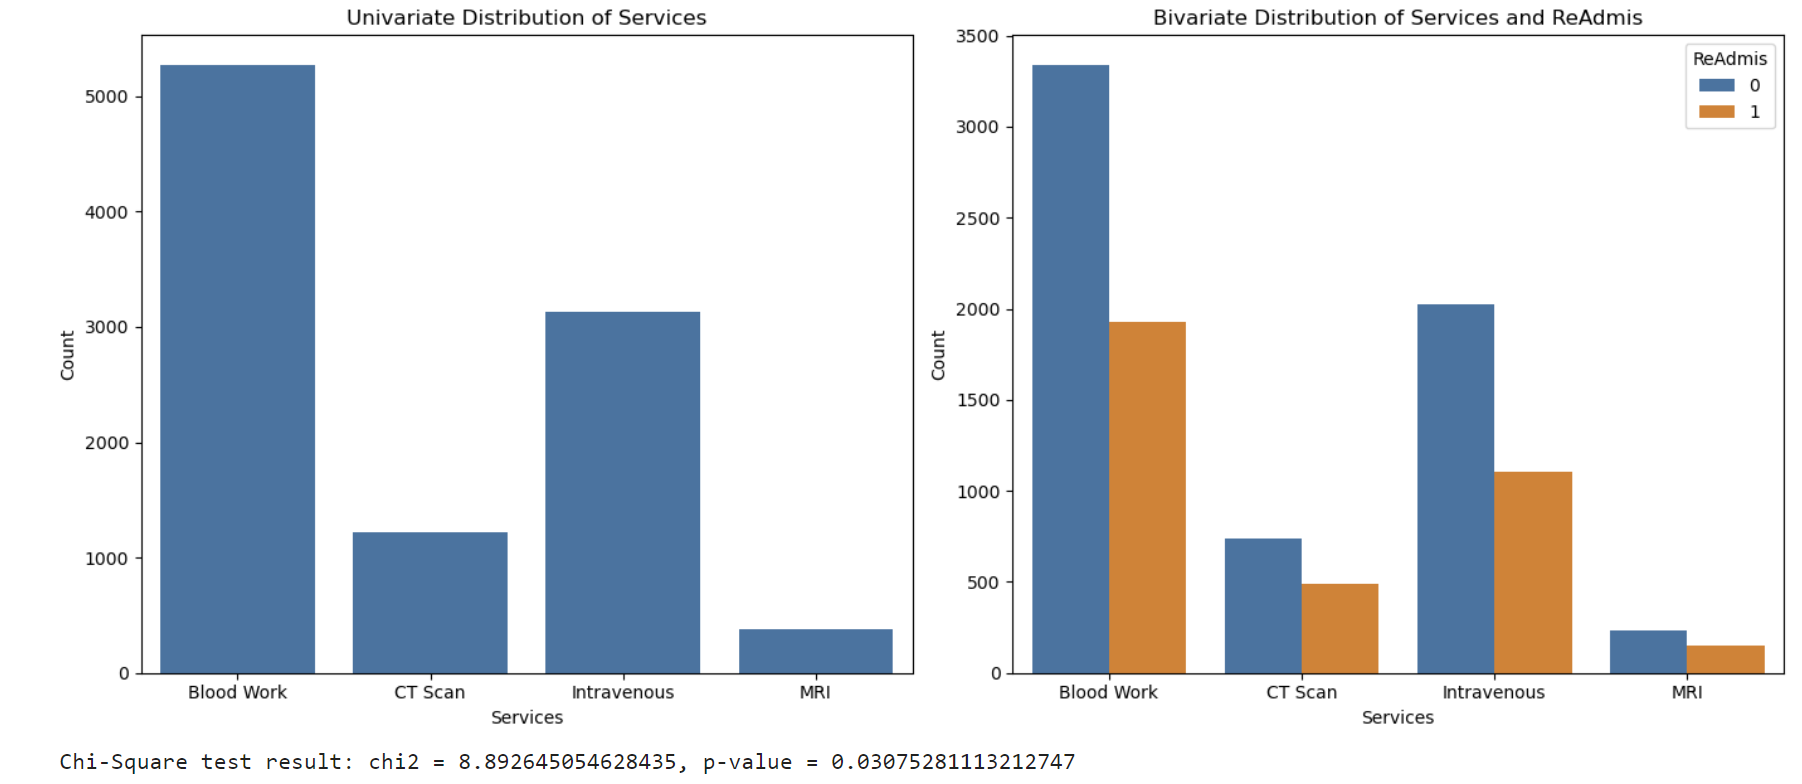 Univariate Distribution of Services
5000
4000
3000
2000
1000
0
Count
Blood Work CT Scan Intravenous MRI
Services
Bivariate Distribution of Services and ReAdmis
3500
3000
2500
2000
1500
1000
500
0
Count
ReAdmis
0
1
Blood Work CT Scan Intravenous MRI
Services
Chi-Square test result: chi2 = 8.892645054628435, p-value = 0.03075281113212747